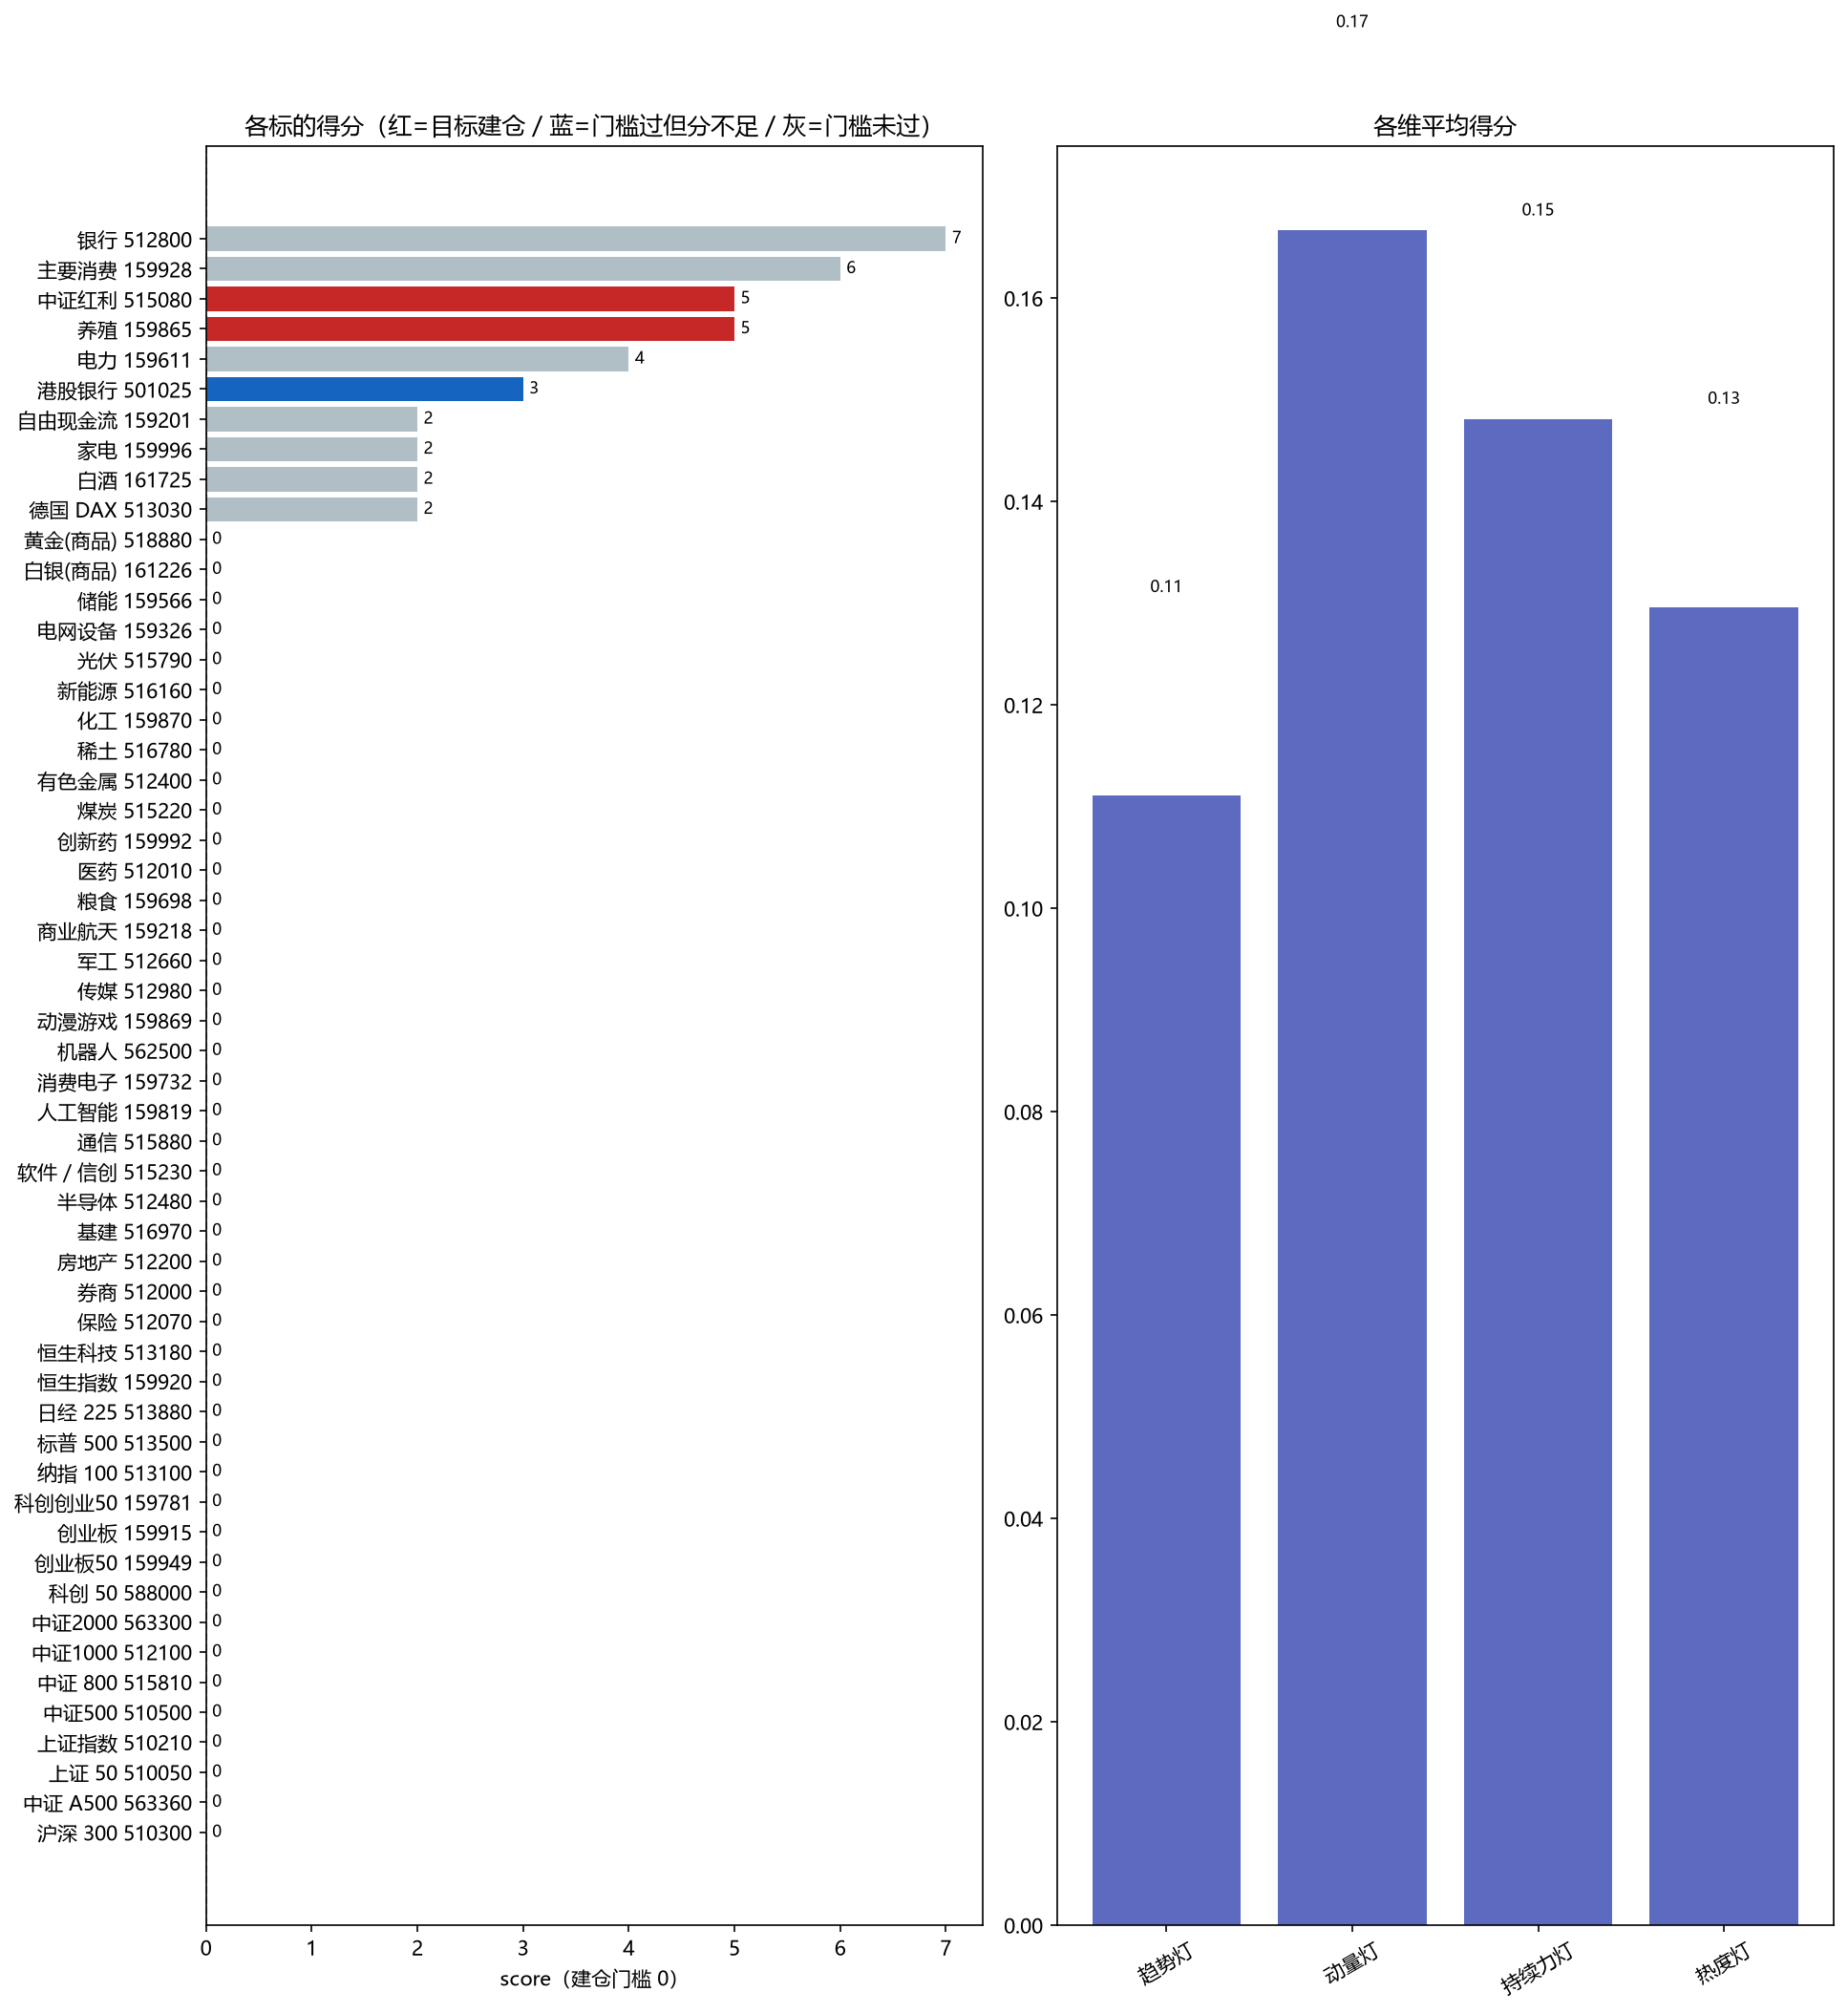 各标的得分（红=目标建仓 / 蓝=门槛过但分不足 / 灰=门槛未过）
银行 512800 7
主要消费 159928 6
中证红利 515080 5
养殖 159865 5
电力 159611 4
港股银行 501025 3
自由现金流 159201 2
家电 159996 2
白酒 161725 2
德国 DAX 513030 2
黄金(商品) 518880 0
白银(商品) 161226 0
储能 159566 0
电网设备 159326 0
光伏 515790 0
新能源 516160 0
化工 159870 0
稀土 516780 0
有色金属 512400 0
煤炭 515220 0
创新药 159992 0
医药 512010 0
粮食 159698 0
商业航天 159218 0
军工 512660 0
传媒 512980 0
动漫游戏 159869 0
机器人 562500 0
消费电子 159732 0
人工智能 159819 0
通信 515880 0
软件 / 信创 515230 0
半导体 512480 0
基建 516970 0
房地产 512200 0
券商 512000 0
保险 512070 0
恒生科技 513180 0
恒生指数 159920 0
日经 225 513880 0
标普 500 513500 0
纳指 100 513100 0
科创创业50 159781 0
创业板 159915 0
创业板50 159949 0
科创 50 588000 0
中证2000 563300 0
中证1000 512100 0
中证 800 515810 0
中证500 510500 0
上证指数 510210 0
上证 50 510050 0
中证 A500 563360 0
沪深 300 510300 0
0 1 2 3 4 5 6 7
score（建仓门槛 0）
各维平均得分
0.17
0.15
0.13
0.11
0.16
0.14
0.12
0.10
0.08
0.06
0.04
0.02
0.00
趋势灯 动量灯 持续力灯 热度灯